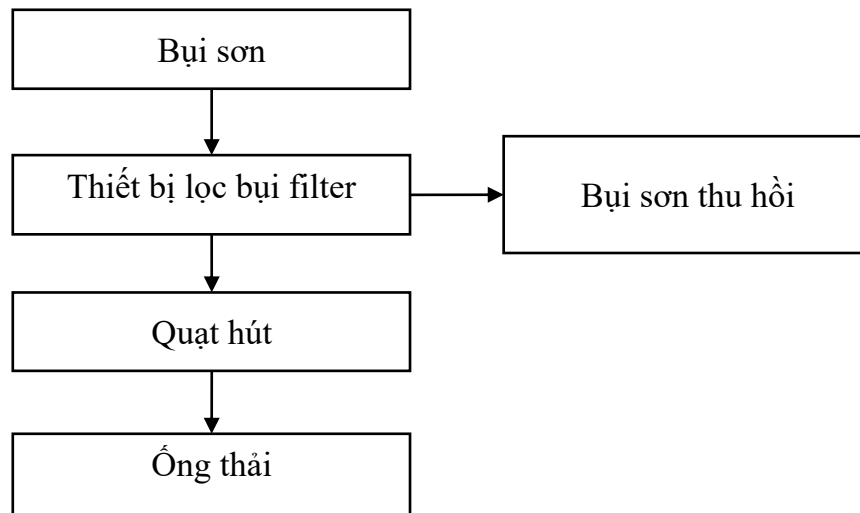 Bụi sơn
Thiết bị lọc bụi filter
Bụi sơn thu hồi
Quạt hút
Ống thải